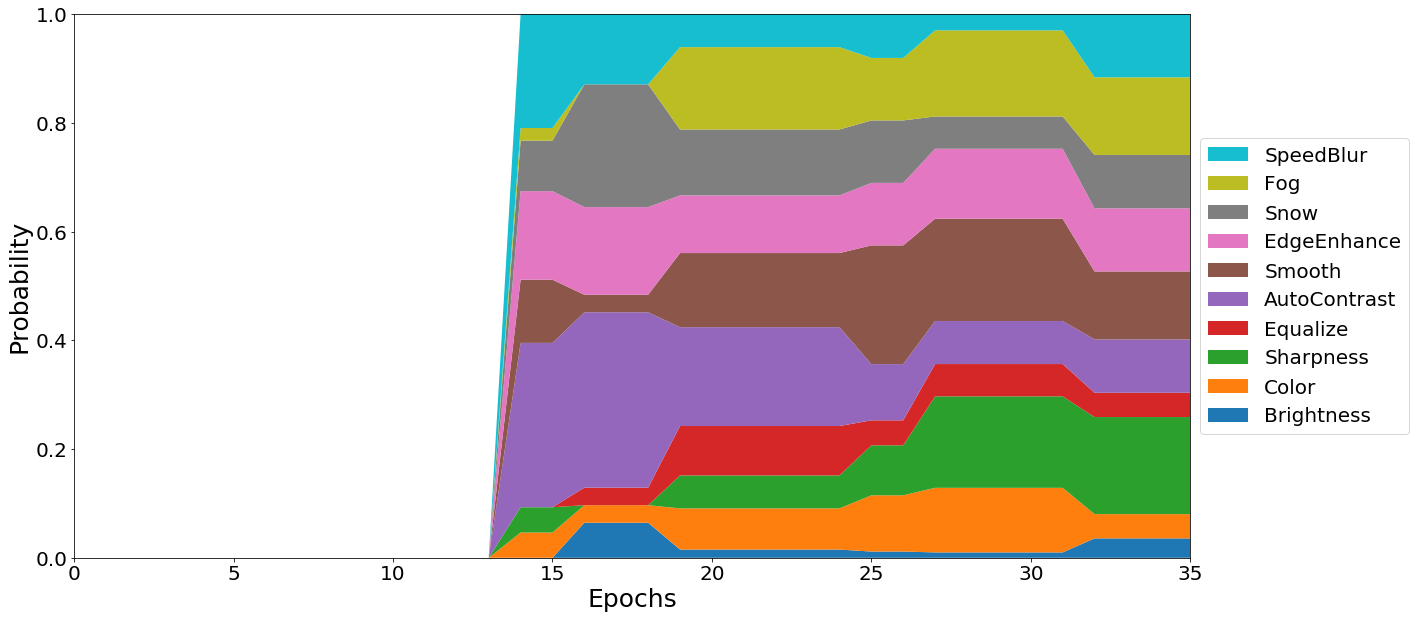 1.0
0.8
0.6
0.4
0.2
0.0
Probability
0 5 10 15 20 25 30 35
Epochs
SpeedBlur
Fog
Snow
EdgeEnhance
Smooth
AutoContrast
Equalize
Sharpness
Color
Brightness